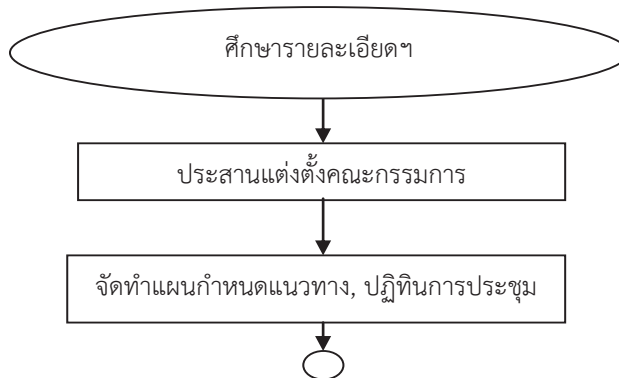 ศึกษารายละเอียดฯ
ประสานแต่งตั้งคณะกรรมการ
จัดทำแผนกำหนดแนวทาง, ปฏิทินการประชุม